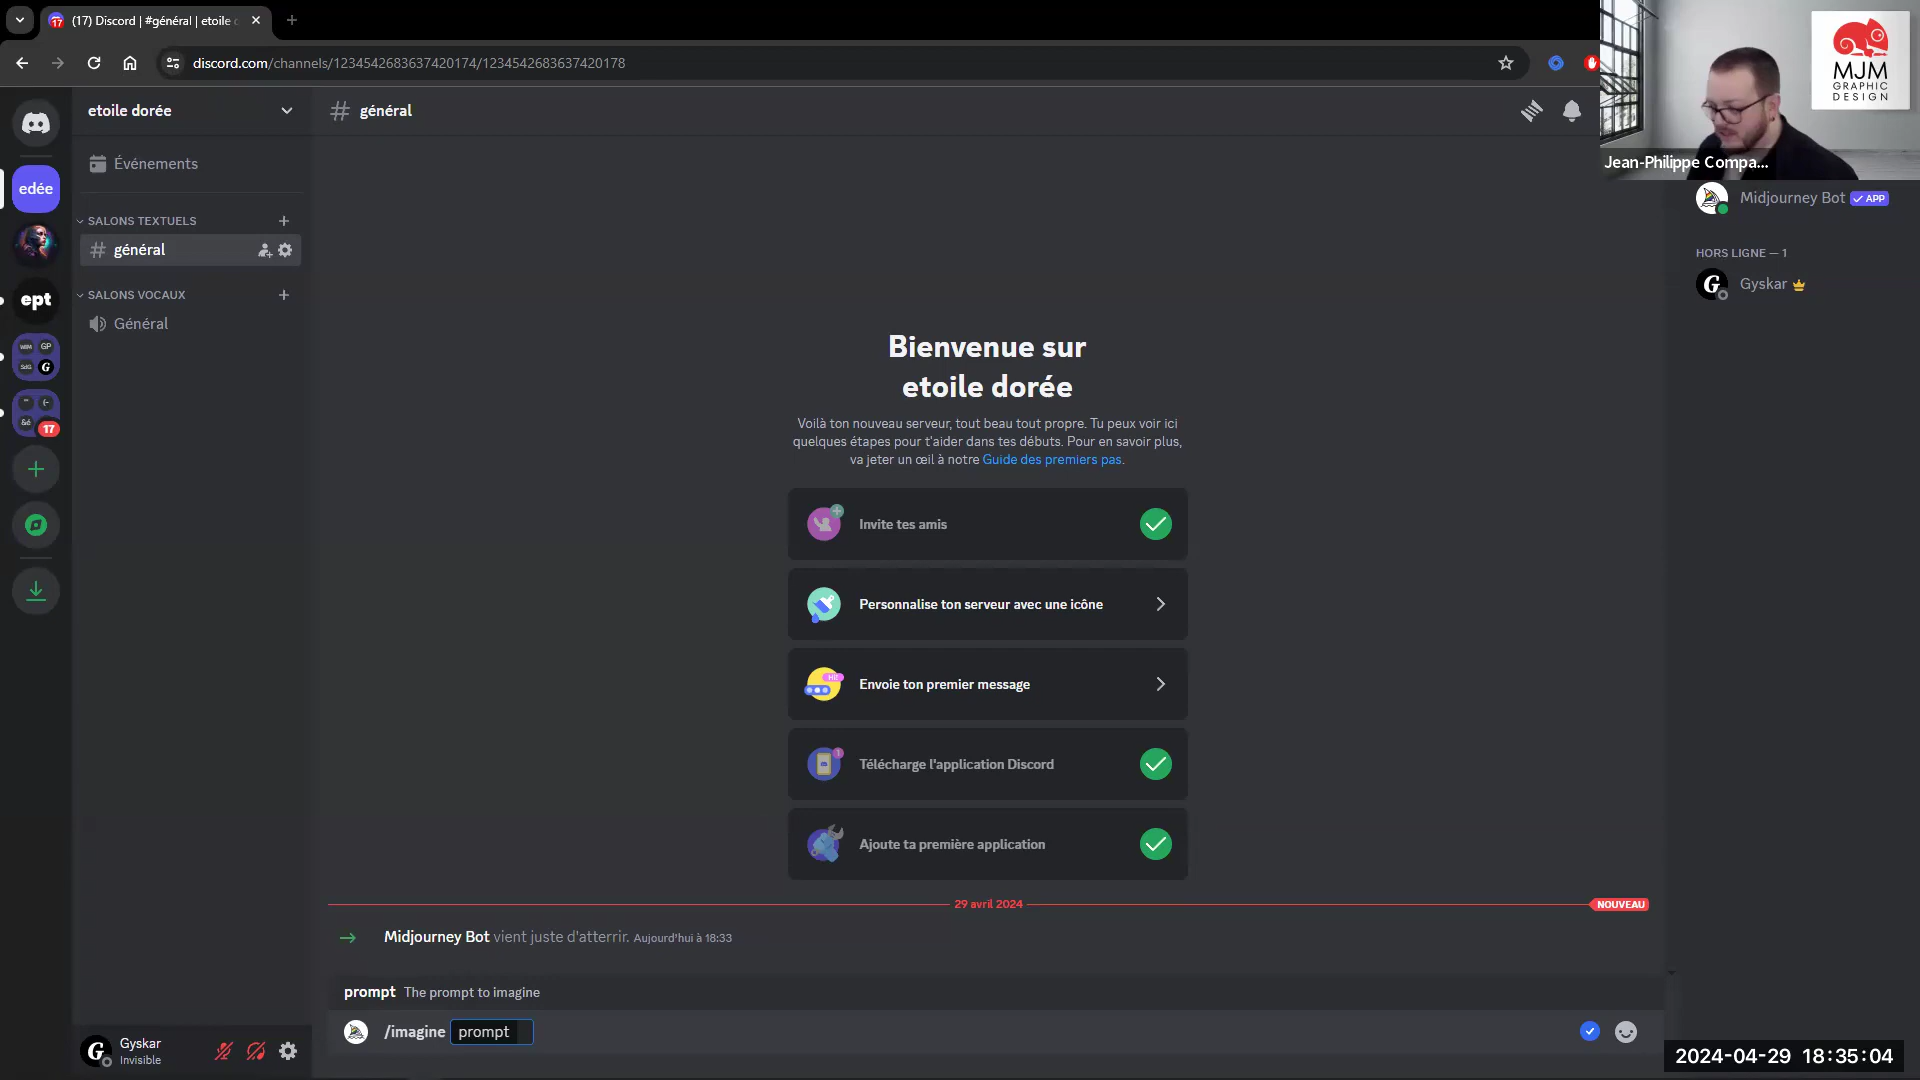 (17) Discord | #général | etoile d
discord.com/channels/1234542683637420174/1234542683637420178
MJM
GRAPHIC
DESIGN
Jean-Philippe Compa...
etoile dorée
général
Événements
edée
SALONS TEXTUELS
général
ept
SALONS VOCAUX
Général
WIM
GP
SdG
G
&é
17
Midjourney Bot
APP
HORS LIGNE — 1
Gyskar
Bienvenue sur
etoile dorée
Voilà ton nouveau serveur, tout beau tout propre. Tu peux voir ici
quelques étapes pour t'aider dans tes débuts. Pour en savoir plus,
va jeter un œil à notre Guide des premiers pas.
Invite tes amis
Personnalise ton serveur avec une icône
Envoie ton premier message
Télécharge l'application Discord
Ajoute ta première application
29 avril 2024
NOUVEAU
Midjourney Bot vient juste d'atterrir. Aujourd'hui à 18:33
prompt The prompt to imagine
/imagine prompt
Gyskar
Invisible
2024-04-29 18:35:04